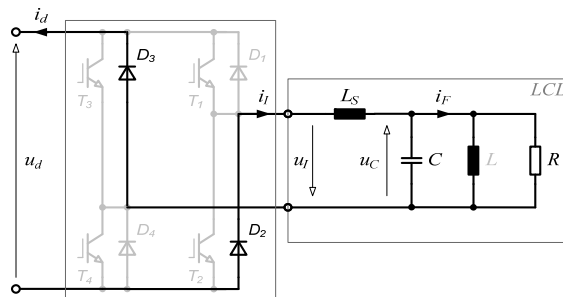 i_d
D_3
D_1
T_3
T_1
i_I
L_S
i_F
LCL
u_d
u_I
u_C
C
L
R
D_4
D_2
T_4
T_2